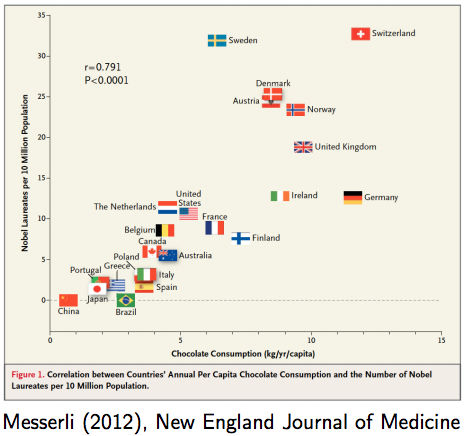 35
30
25
20
15
10
5
0
Nobel Laureates per 10 Million Population
r=0.791
P<0.0001
Sweden
Switzerland
Denmark
Austria
Norway
United Kingdom
Ireland
Germany
The Netherlands
United
States
Belgium
France
Canada
Finland
Poland
Australia
Portugal
Greece
Italy
Japan
Spain
China
Brazil
0
5
10
15
Chocolate Consumption (kg/yr/capita)
Figure 1. Correlation between Countries' Annual Per Capita Chocolate Consumption and the Number of Nobel
Laureates per 10 Million Population.
Messerli (2012), New England Journal of Medicine